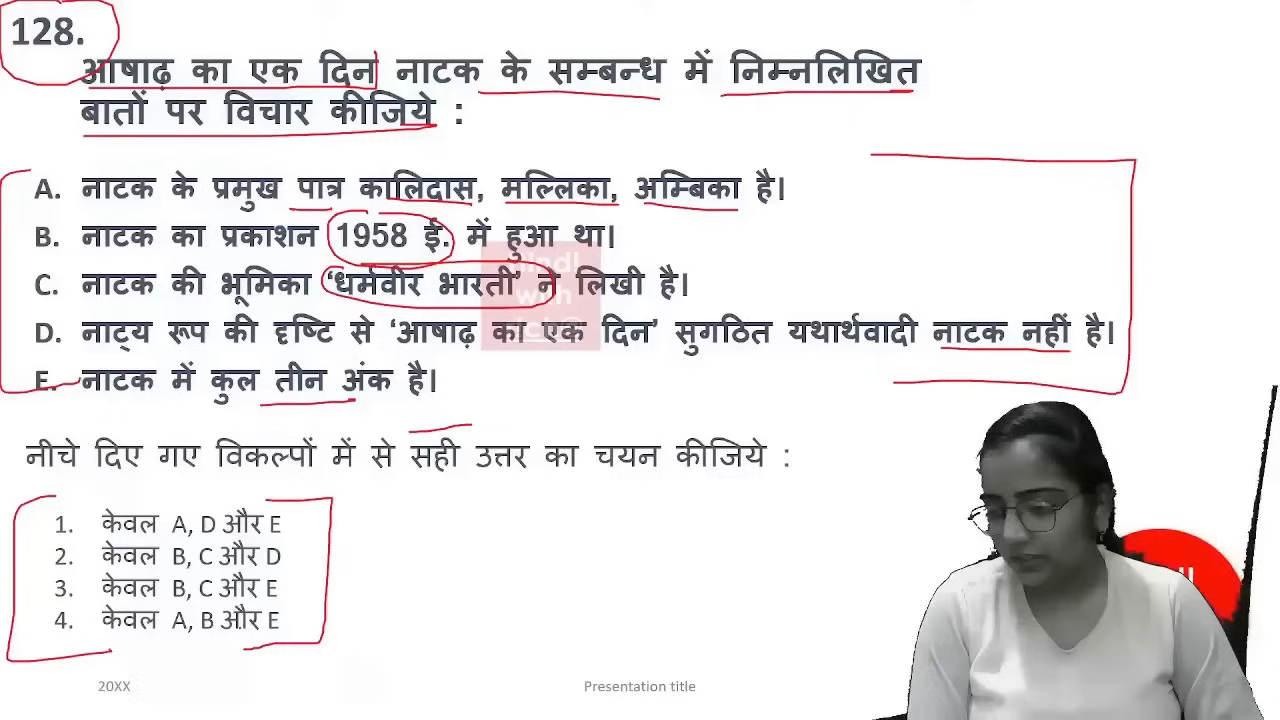 128.
आषाढ़ का एक दिन नाटक के सम्बन्ध में निम्नलिखित
बातों पर विचार कीजिये :
A. नाटक के प्रमुख पात्र कालिदास, मल्लिका, अम्बिका है।
B. नाटक का प्रकाशन 1958 ई. में हुआ था।
C. नाटक की भूमिका ‘धर्मवीर भारती’ ने लिखी है।
D. नाट्य रूप की दृष्टि से ‘आषाढ़ का एक दिन’ सुगठित यथार्थवादी नाटक नहीं है।
E. नाटक में कुल तीन अंक है।
नीचे दिए गए विकल्पों में से सही उत्तर का चयन कीजिये :
1. केवल A, D और E
2. केवल B, C और D
3. केवल B, C और E
4. केवल A, B और E
20XX Presentation title